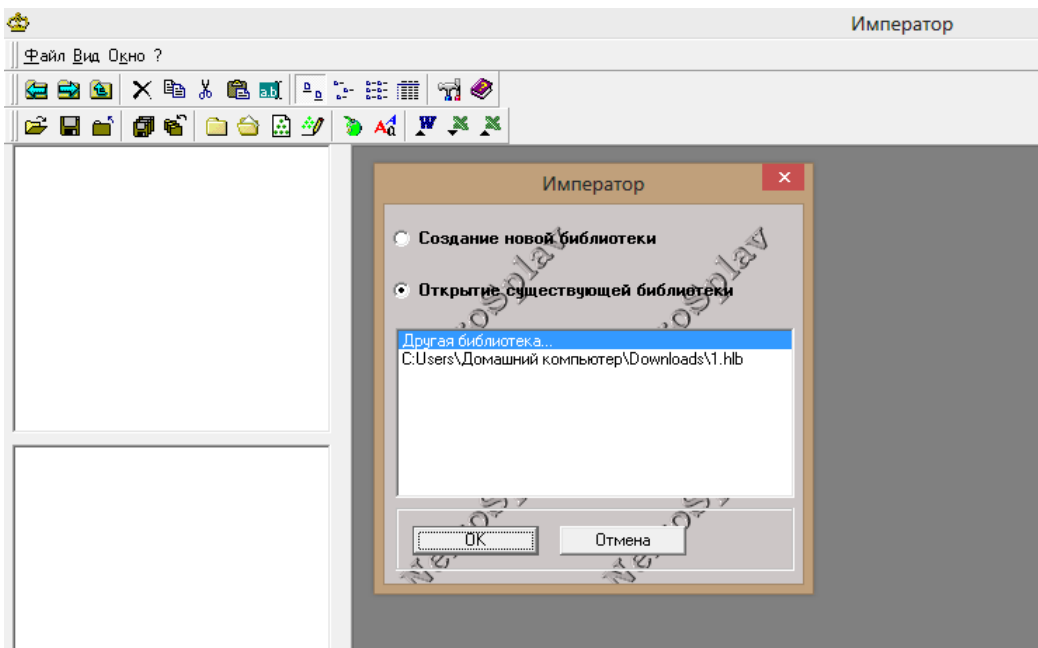 Император
Файл Вид Окно ?
Император
Создание новой библиотеки
Открытие существующей библиотеки
Другая библиотека...
C:\Users\Домашний компьютер\Downloads\1.hlb
OK
Отмена